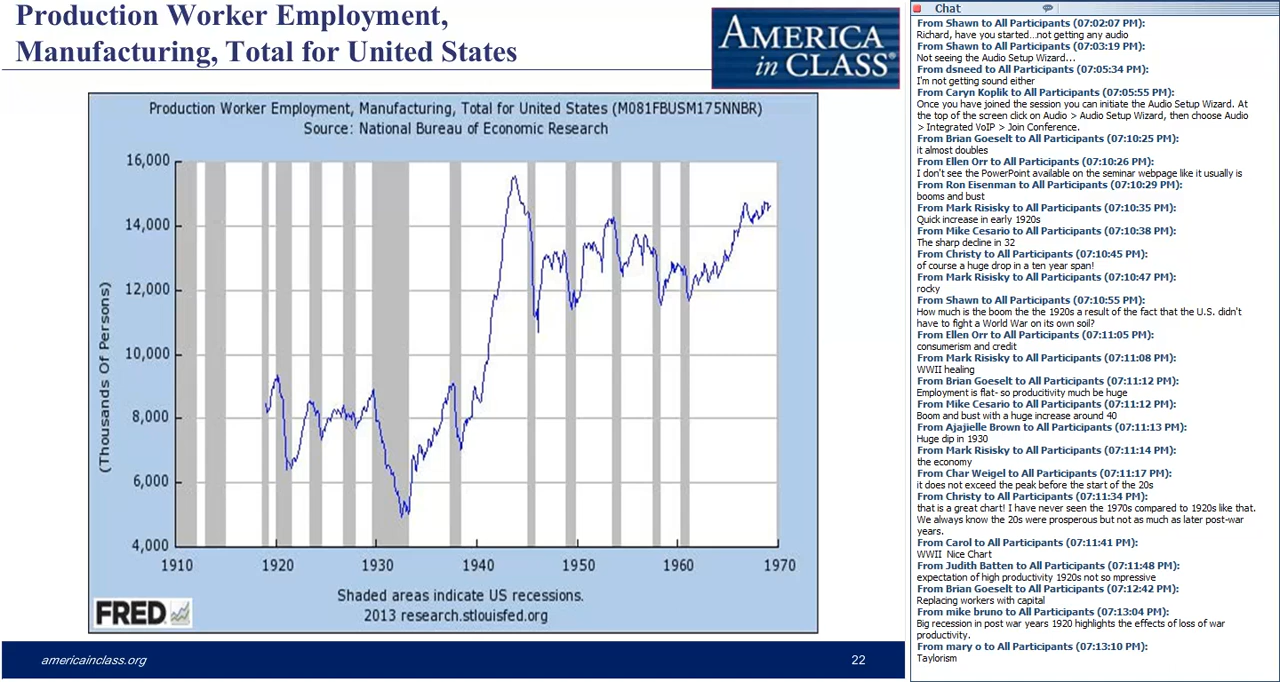 Production Worker Employment,
Manufacturing, Total for United States
AMERICA
in CLASS®
Production Worker Employment, Manufacturing, Total for United States (M081FBUSM175NNBR)
Source: National Bureau of Economic Research
(Thousands Of Persons)
16,000
14,000
12,000
10,000
8,000
6,000
4,000
1910 1920 1930 1940 1950 1960 1970
Shaded areas indicate US recessions.
2013 research.stlouisfed.org
FRED
americainclass.org
22
Chat
From Shawn to All Participants (07:02:07 PM):
Richard, have you started...not getting any audio
From Shawn to All Participants (07:03:19 PM):
Not seeing the Audio Setup Wizard...
From dsneed to All Participants (07:05:34 PM):
I'm not getting sound either
From Caryn Koplik to All Participants (07:05:55 PM):
Once you have joined the session you can initiate the Audio Setup Wizard. At
the top of the screen click on Audio > Audio Setup Wizard, then choose Audio
> Integrated VoIP > Join Conference.
From Brian Goeselt to All Participants (07:10:25 PM):
it almost doubles
From Ellen Orr to All Participants (07:10:26 PM):
I don't see the PowerPoint available on the seminar webpage like it usually is
From Ron Eisenman to All Participants (07:10:29 PM):
booms and bust
From Mark Risisky to All Participants (07:10:35 PM):
Quick increase in early 1920s
From Mike Cesario to All Participants (07:10:38 PM):
The sharp decline in 32
From Christy to All Participants (07:10:45 PM):
of course a huge drop in a ten year span!
From Mark Risisky to All Participants (07:10:47 PM):
rocky
From Shawn to All Participants (07:10:55 PM):
How much is the boom the the 1920s a result of the fact that the U.S. didn't
have to fight a World War on its own soil?
From Ellen Orr to All Participants (07:11:05 PM):
consumerism and credit
From Mark Risisky to All Participants (07:11:08 PM):
WWII healing
From Brian Goeselt to All Participants (07:11:12 PM):
Employment is flat- so producitivity much be huge
From Mike Cesario to All Participants (07:11:12 PM):
Boom and bust with a huge increase around 40
From Ajajielle Brown to All Participants (07:11:13 PM):
Huge dip in 1930
From Mark Risisky to All Participants (07:11:14 PM):
the economy
From Char Weigel to All Participants (07:11:17 PM):
it does not exceed the peak before the start of the 20s
From Christy to All Participants (07:11:34 PM):
that is a great chart! I have never seen the 1970s compared to 1920s like that.
We always know the 20s were prosperous but not as much as later post-war
years.
From Carol to All Participants (07:11:41 PM):
WWII Nice Chart
From Judith Batten to All Participants (07:11:48 PM):
expectation of high productivity 1920s not so mpressive
From Brian Goeselt to All Participants (07:12:42 PM):
Replacing workers with capital
From mike bruno to All Participants (07:13:04 PM):
Big recession in post war years 1920 highlights the effects of loss of war
productivity.
From mary o to All Participants (07:13:10 PM):
Taylorism